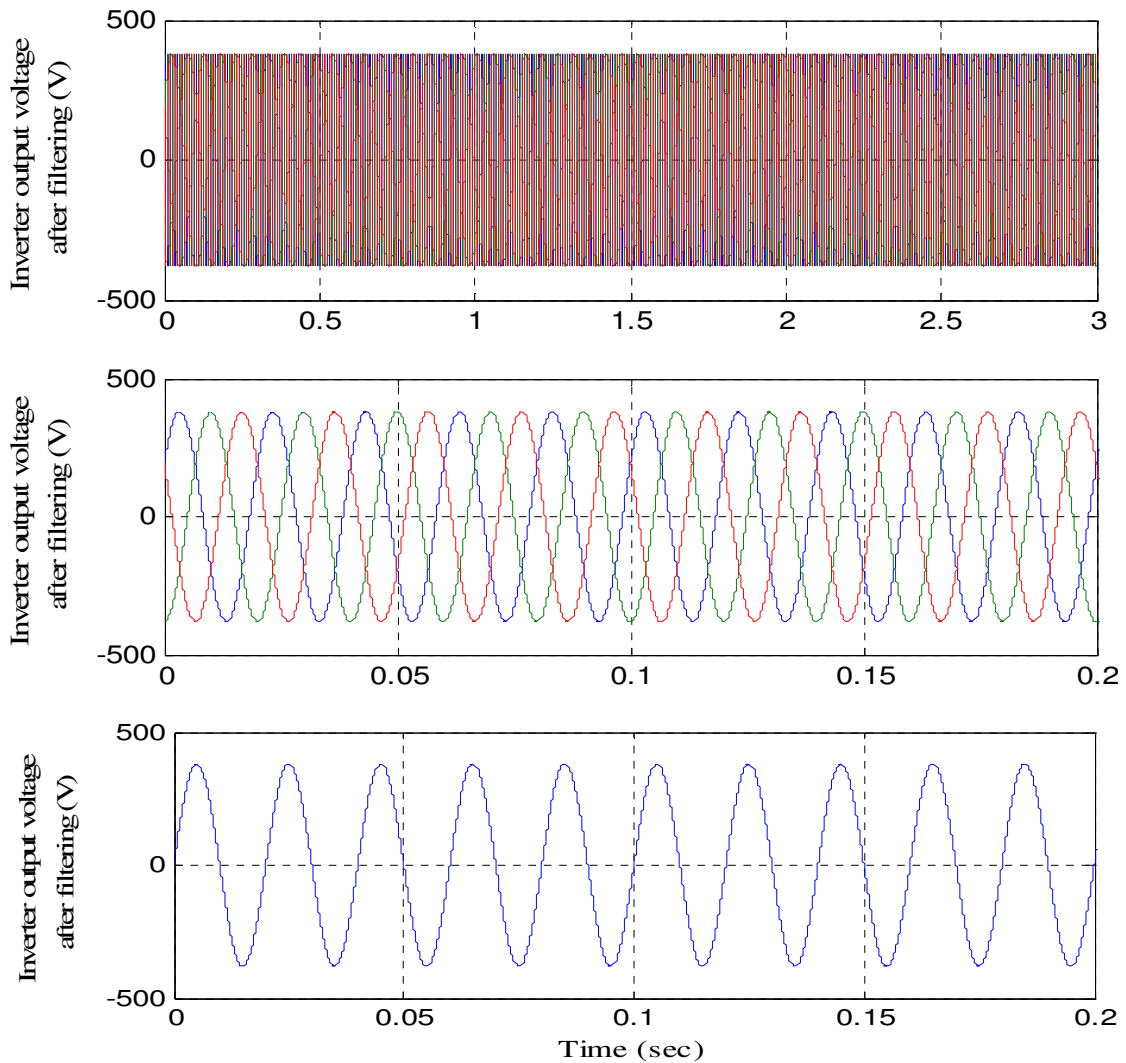 Inverter output voltage
after filtering (V)
500
0
-500
0 0.5 1 1.5 2 2.5 3
Inverter output voltage
after filtering (V)
500
0
-500
0 0.05 0.1 0.15 0.2
Inverter output voltage
after filtering (V)
500
0
-500
0 0.05 0.1 0.15 0.2
Time (sec)